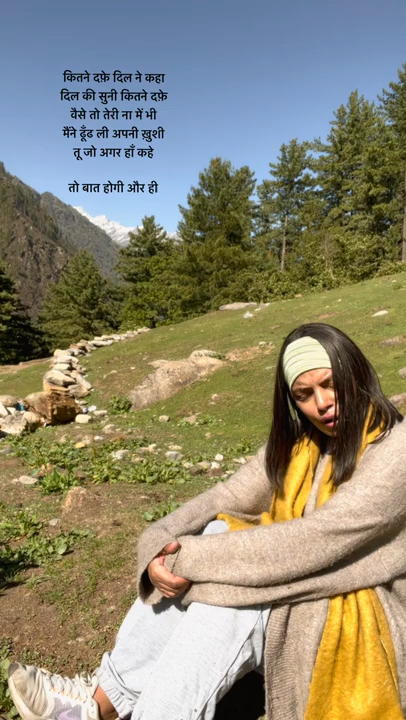 कितने दफ़े दिल ने कहा
दिल की सुनी कितने दफ़े
वैसे तो तेरी ना में भी
मैंने ढूँढ ली अपनी ख़ुशी
तू जो अगर हाँ कहे
तो बात होगी और ही